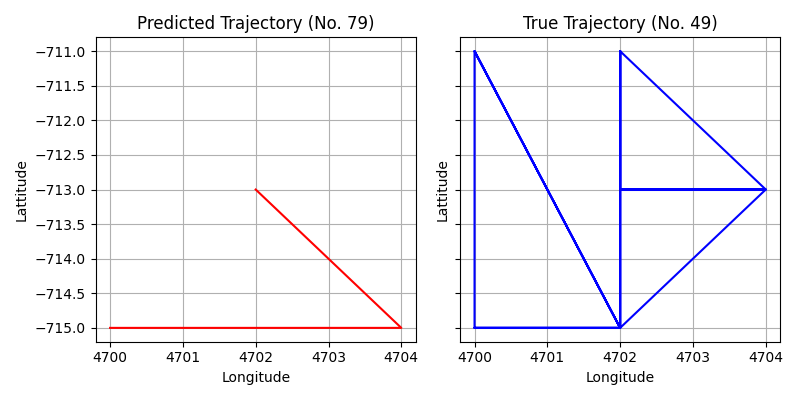 Predicted Trajectory (No. 79)
−711.0
−711.5
−712.0
−712.5
−713.0
−713.5
−714.0
−714.5
−715.0
Lattitude
4700 4701 4702 4703 4704
Longitude
True Trajectory (No. 49)
Lattitude
4700 4701 4702 4703 4704
Longitude